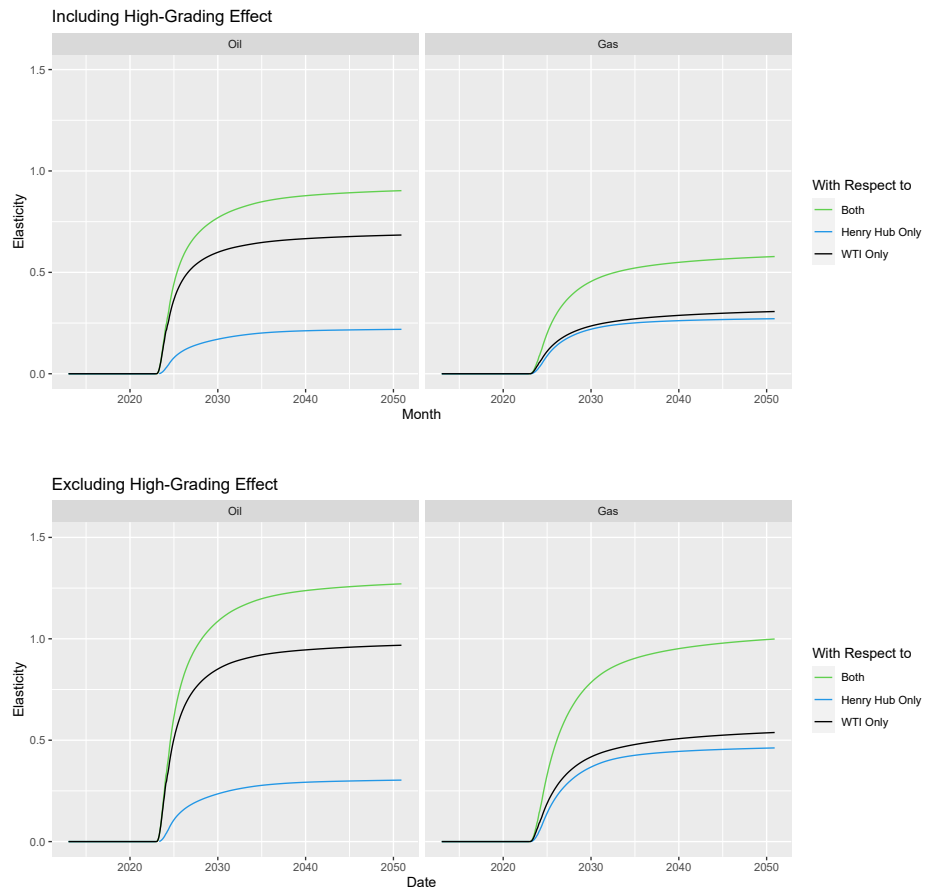 Including High-Grading Effect
Oil
Gas
1.5
1.0
0.5
0.0
Elasticity
2020
2030
2040
2050
2020
2030
2040
2050
Month
With Respect to
Both
Henry Hub Only
WTI Only
Excluding High-Grading Effect
Oil
Gas
1.5
1.0
0.5
0.0
Elasticity
2020
2030
2040
2050
2020
2030
2040
2050
Date
With Respect to
Both
Henry Hub Only
WTI Only